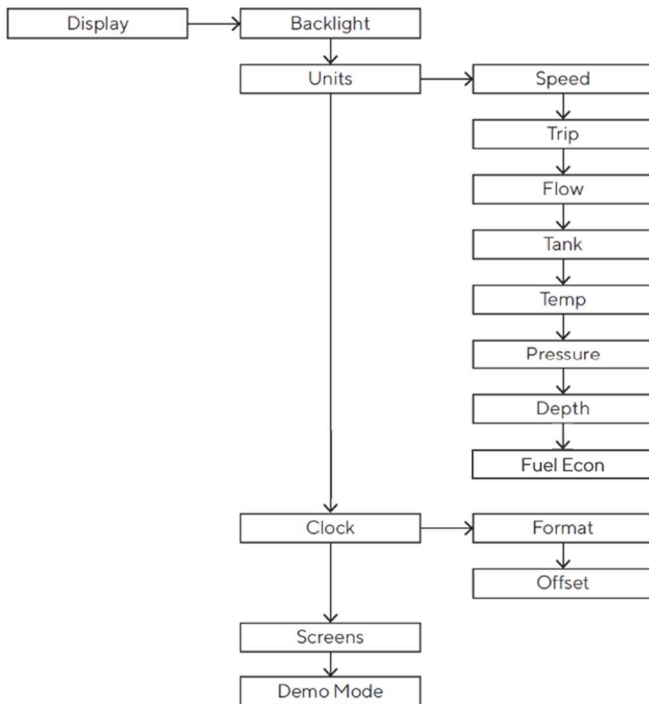 Display
Backlight
Units
Speed
Trip
Flow
Tank
Temp
Pressure
Depth
Fuel Econ
Clock
Format
Offset
Screens
Demo Mode